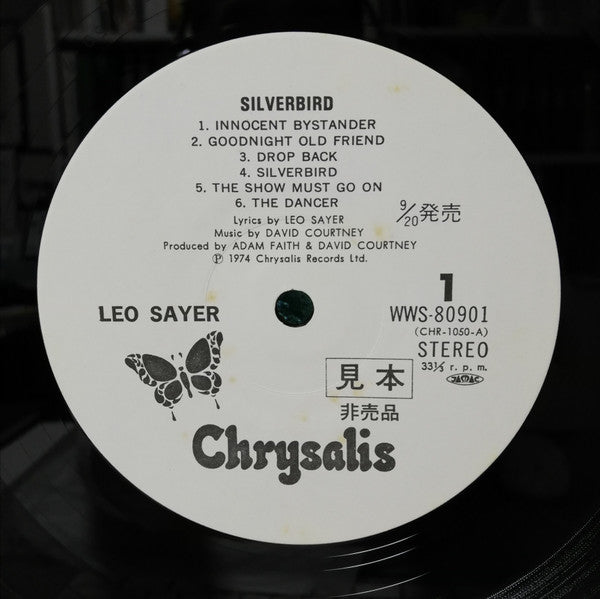 SILVERBIRD
1. INNOCENT BYSTANDER
2. GOODNIGHT OLD FRIEND
3. DROP BACK
4. SILVERBIRD
5. THE SHOW MUST GO ON
6. THE DANCER
Lyrics by LEO SAYER
Music by DAVID COURTNEY
Produced by ADAM FAITH & DAVID COURTNEY
℗ 1974 Chrysalis Records Ltd.
9/20発売
1
LEO SAYER
WWS-80901
(CHR-1050-A)
STEREO
33⅓ r. p. m.
JASRAC
見本
非売品
Chrysalis